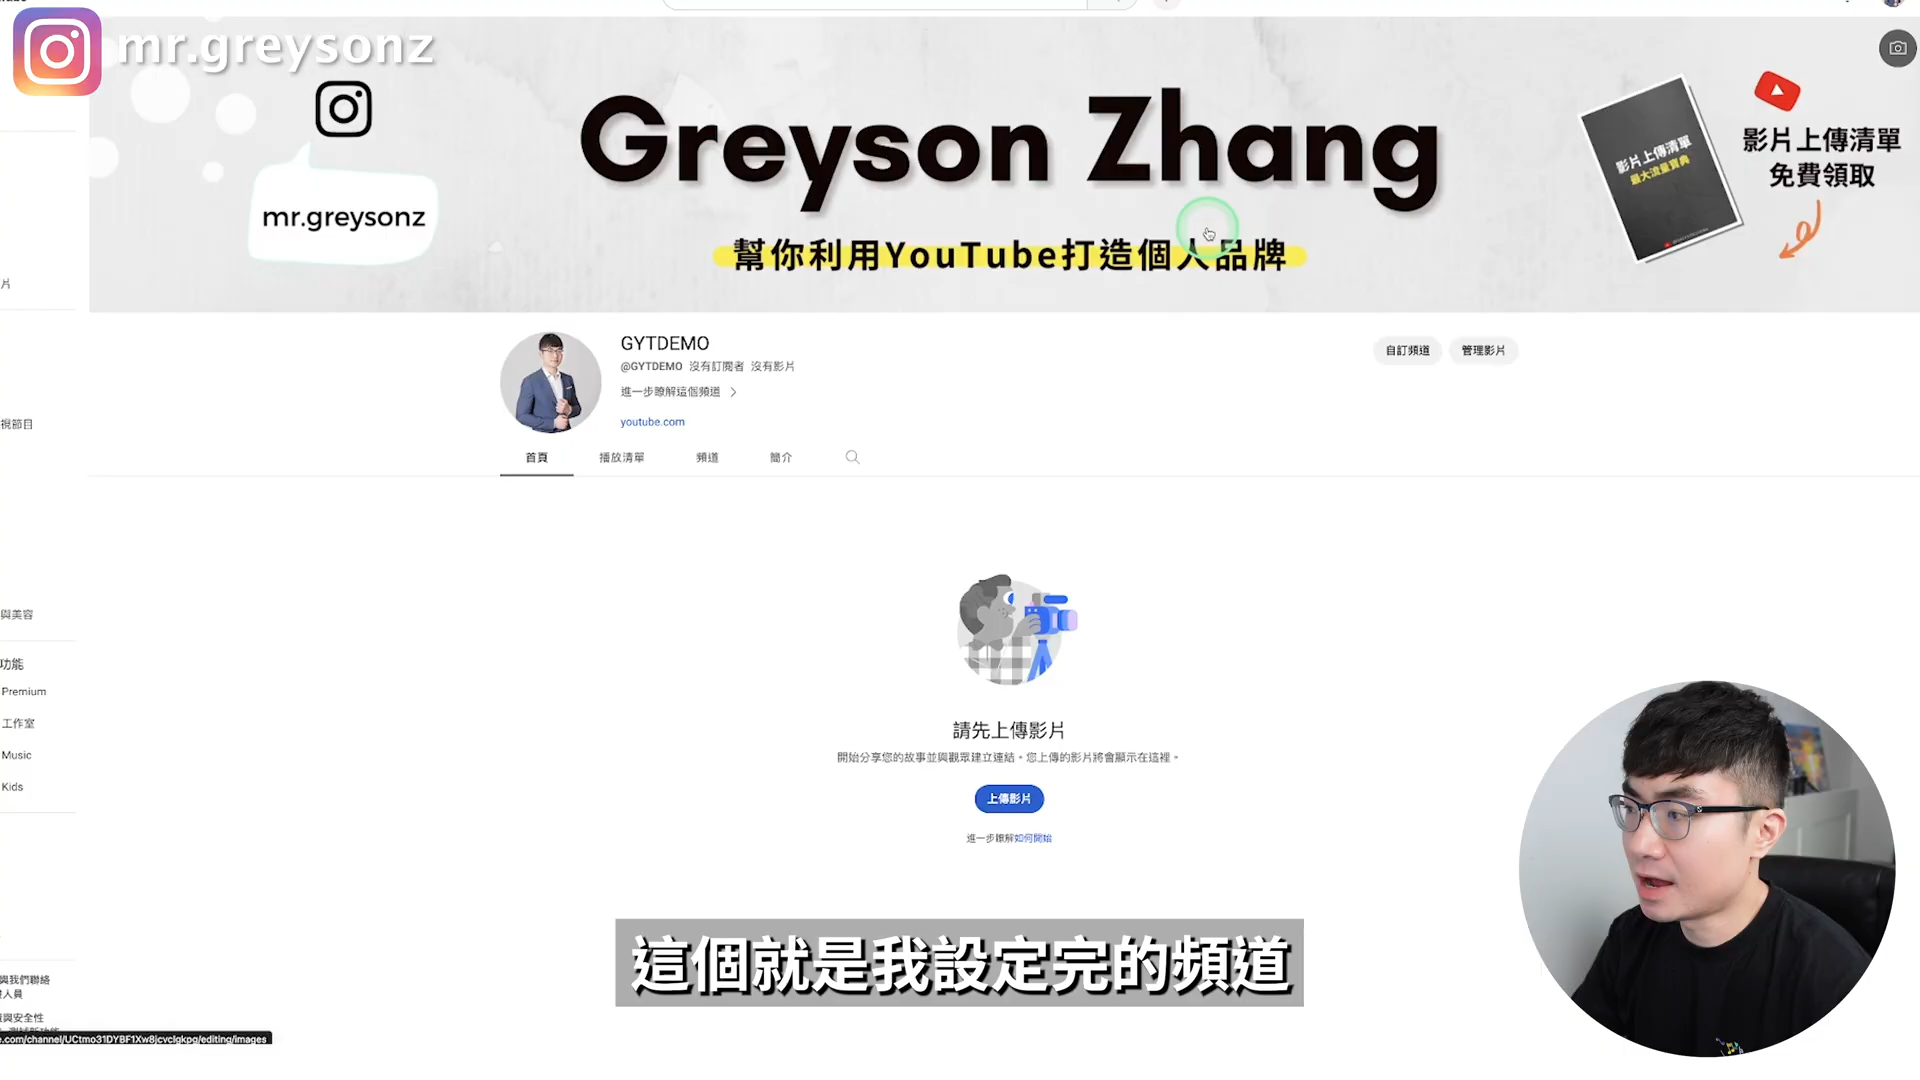 mr.greysonz
mr.greysonz
Greyson Zhang
幫你利用YouTube打造個人品牌
影片上傳清單
最大流量寶典
影片上傳清單
免費領取
GYTDEMO
@GYTDEMO 沒有訂閱者 沒有影片
進一步瞭解這個頻道
youtube.com
自訂頻道
管理影片
首頁
播放清單
頻道
簡介
片
視節目
與美容
功能
Premium
工作室
Music
Kids
請先上傳影片
開始分享您的故事並與觀眾建立連結。您上傳的影片將會顯示在這裡。
上傳影片
進一步瞭解如何開始
與我們聯絡
人員
與安全性
這個就是我設定完的頻道